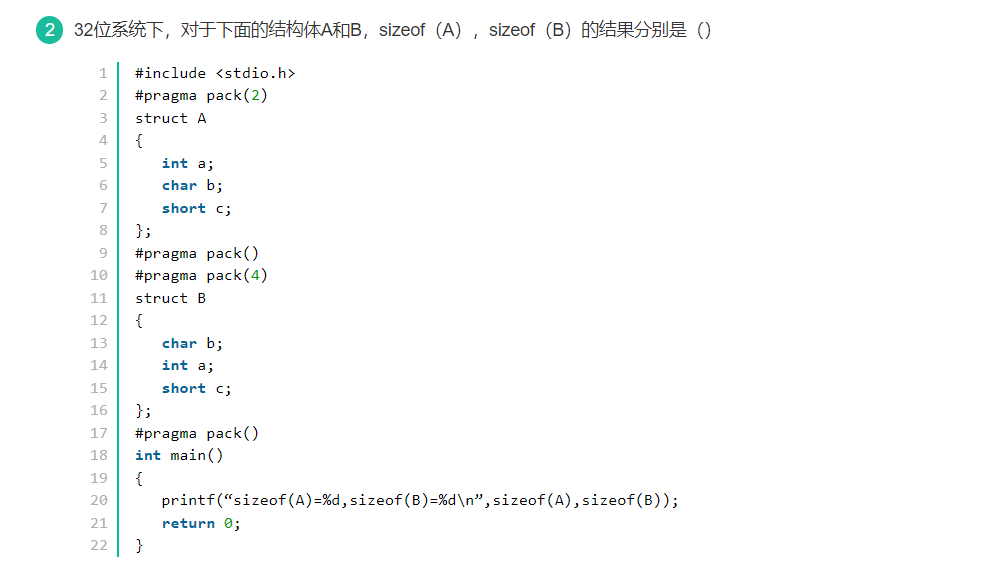 2 32位系统下，对于下面的结构体A和B，sizeof（A），sizeof（B）的结果分别是（）
1 #include <stdio.h>
2 #pragma pack(2)
3 struct A
4 {
5    int a;
6    char b;
7    short c;
8 };
9 #pragma pack()
10 #pragma pack(4)
11 struct B
12 {
13    char b;
14    int a;
15    short c;
16 };
17 #pragma pack()
18 int main()
19 {
20    printf(“sizeof(A)=%d,sizeof(B)=%d\n”,sizeof(A),sizeof(B));
21    return 0;
22 }